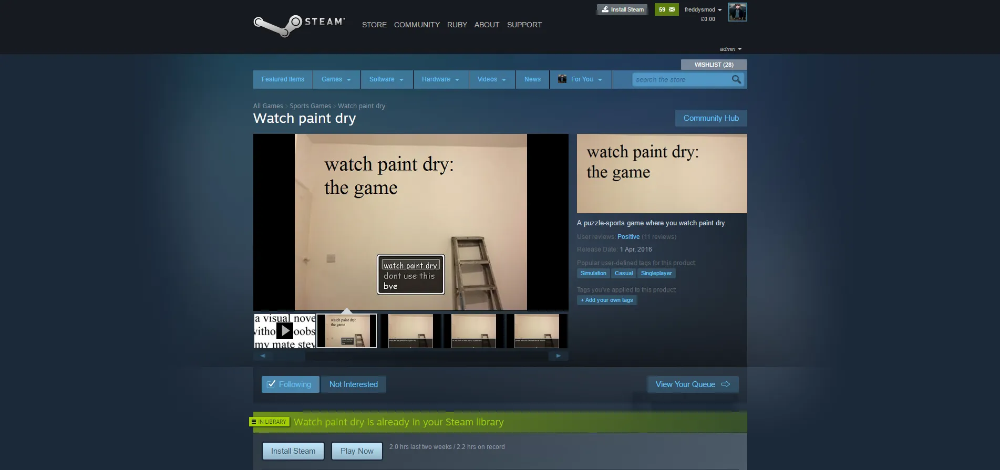 Install Steam
59
freddysmod
£0.00
STEAM
STORE COMMUNITY RUBY ABOUT SUPPORT
admin
WISHLIST (28)
Featured Items Games Software Hardware Videos News For You search the store
All Games > Sports Games > Watch paint dry
Watch paint dry
Community Hub
watch paint dry:
the game
watch paint dry
dont use this
bye
watch paint dry:
the game
A puzzle-sports game where you watch paint dry.
User reviews: Positive (11 reviews)
Release Date: 1 Apr, 2016
Popular user-defined tags for this product:
Simulation Casual Singleplayer
Tags you've applied to this product:
+ Add your own tags
a visual nove
oobs
my mate stev
watch paint dry:
the game
Following Not Interested View Your Queue
IN LIBRARY Watch paint dry is already in your Steam library
Install Steam Play Now 2.0 hrs last two weeks / 2.2 hrs on record